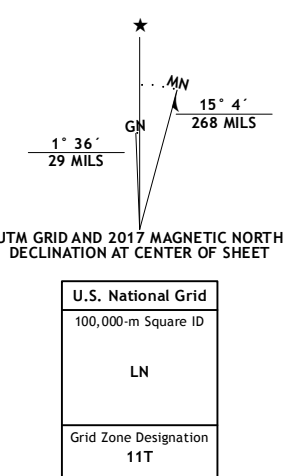 ★
MN
GN
15° 4´
268 MILS
1° 36´
29 MILS
UTM GRID AND 2017 MAGNETIC NORTH
DECLINATION AT CENTER OF SHEET
U.S. National Grid
100,000-m Square ID
LN
Grid Zone Designation
11T